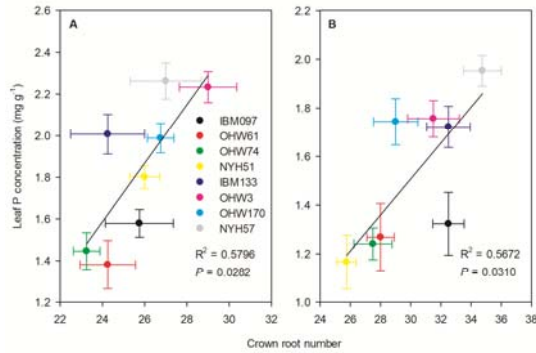 A
B
2.6
2.4
2.2
2.0
1.8
1.6
1.4
1.2
Leaf P concentration (mg g⁻¹)
IBM097
OHW61
OHW74
NYH51
IBM133
OHW3
OHW170
NYH57
R² = 0.5796
P = 0.0282
22 24 26 28 30 32
2.0
1.8
1.6
1.4
1.2
1.0
R² = 0.5672
P = 0.0310
24 26 28 30 32 34 36 38
Crown root number